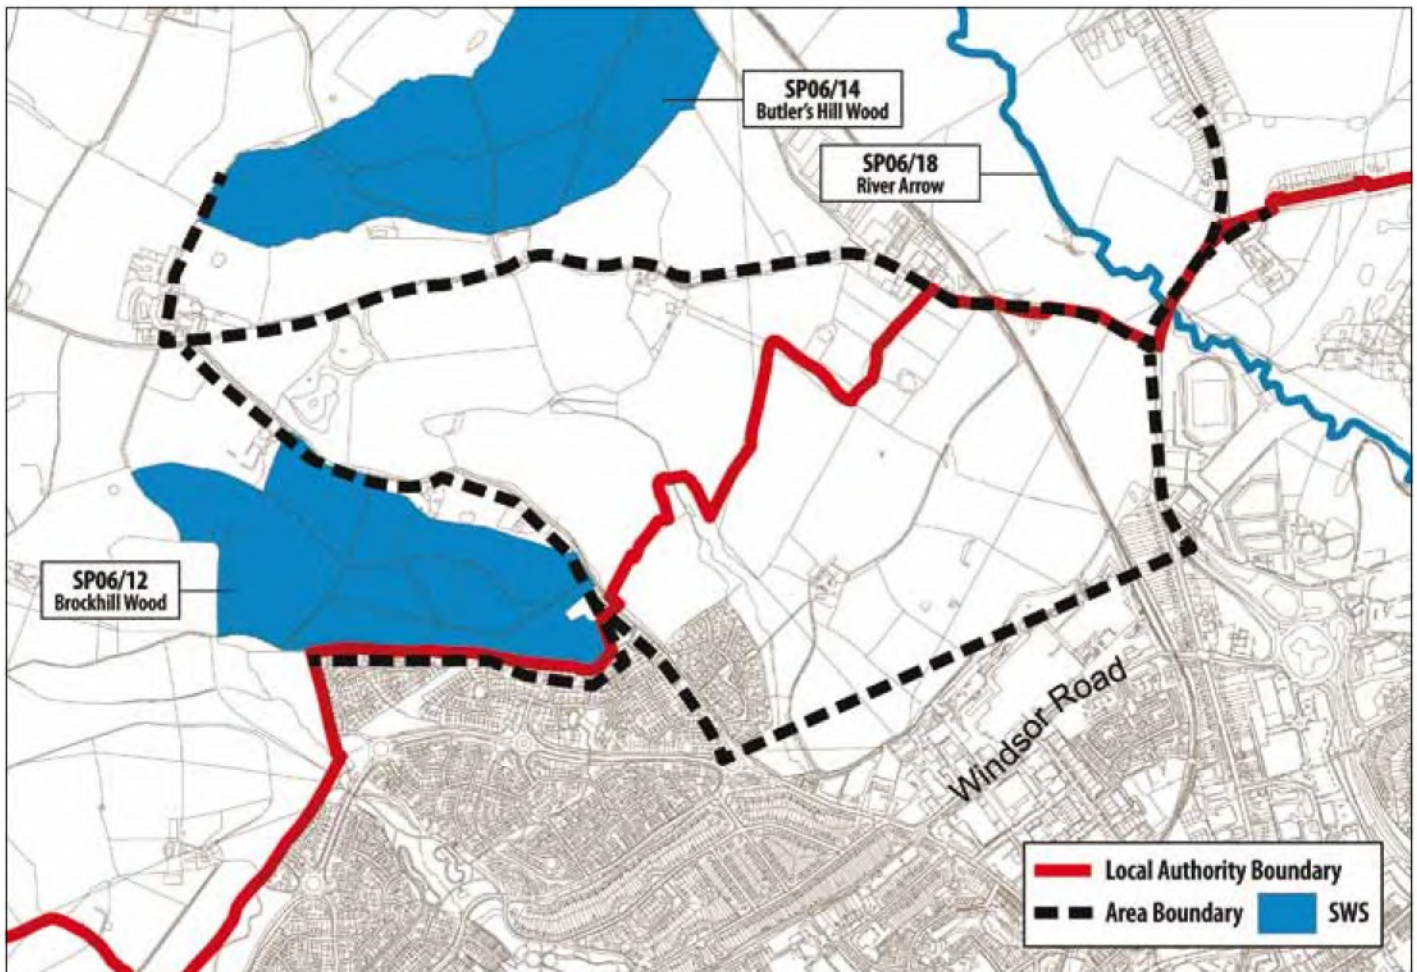 SP06/14
Butler's Hill Wood
SP06/18
River Arrow
SP06/12
Brockhill Wood
Windsor Road
Local Authority Boundary
Area Boundary
SWS